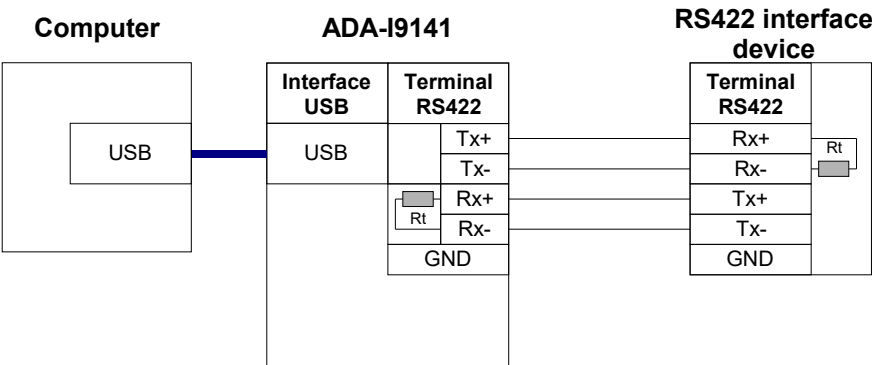 Computer
ADA-I9141
RS422 interface
device
Interface
USB
Terminal
RS422
Terminal
RS422
USB
USB
Tx+
Tx-
Rx+
Rx-
Rt
GND
Rx+
Rx-
Tx+
Tx-
Rt
GND